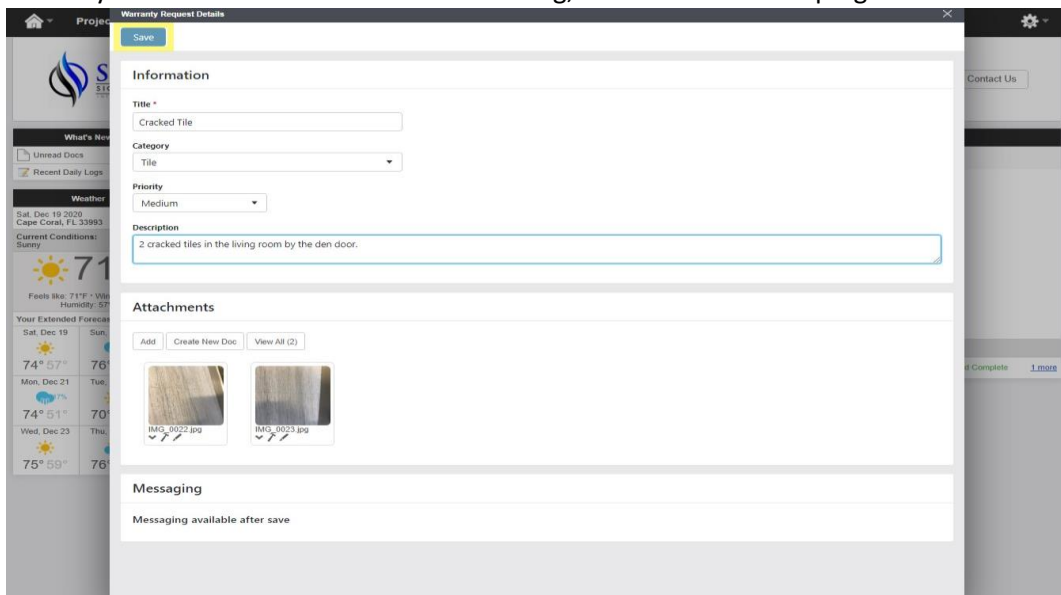 Warranty Request Details
Save
Information
Title *
Cracked Tile
Category
Tile
Priority
Medium
Description
2 cracked tiles in the living room by the den door.
Attachments
Add Create New Doc View All (2)
IMG_0022.jpg IMG_0023.jpg
Messaging
Messaging available after save
Projec
S
Contact Us
What's New
Unread Docs
Recent Daily Logs
Weather
Sat, Dec 19 2020
Cape Coral, FL 33993
Current Conditions:
Sunny
71
Feels like: 71°F • Win
Humidity: 57
Your Extended Forecas
Sat, Dec 19 Sun,
74° 57° 76°
Mon, Dec 21 Tue,
74° 51° 70°
Wed, Dec 23 Thu,
75° 59° 76°
t Complete 1 more